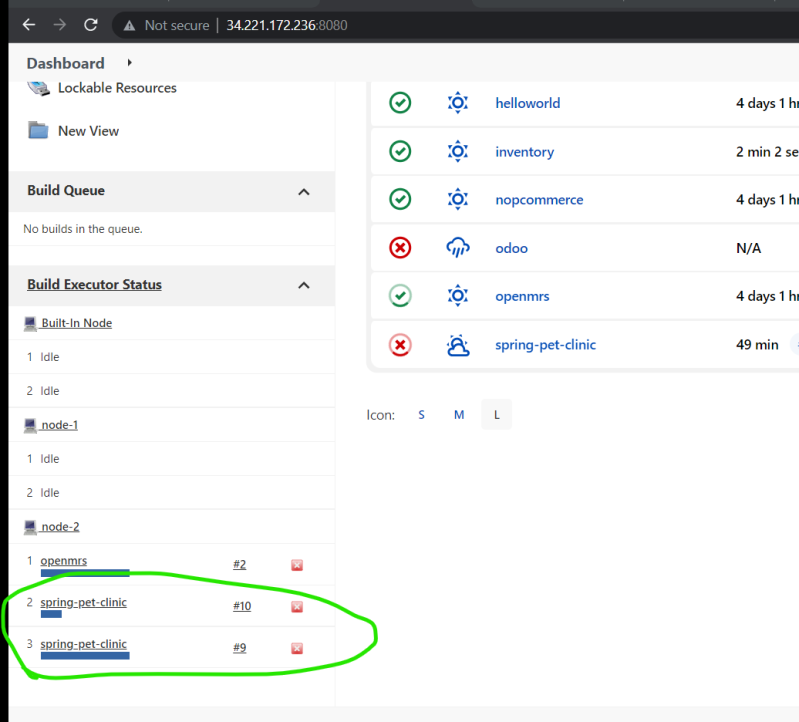 Not secure | 34.221.172.236:8080
Dashboard
Lockable Resources
New View
Build Queue
No builds in the queue.
Build Executor Status
Built-In Node
1 Idle
2 Idle
node-1
1 Idle
2 Idle
node-2
1 openmrs #2
2 spring-pet-clinic #10
3 spring-pet-clinic #9
helloworld 4 days 1 h
inventory 2 min 2 se
nopcommerce 4 days 1 h
odoo N/A
openmrs 4 days 1 h
spring-pet-clinic 49 min
Icon: S M L